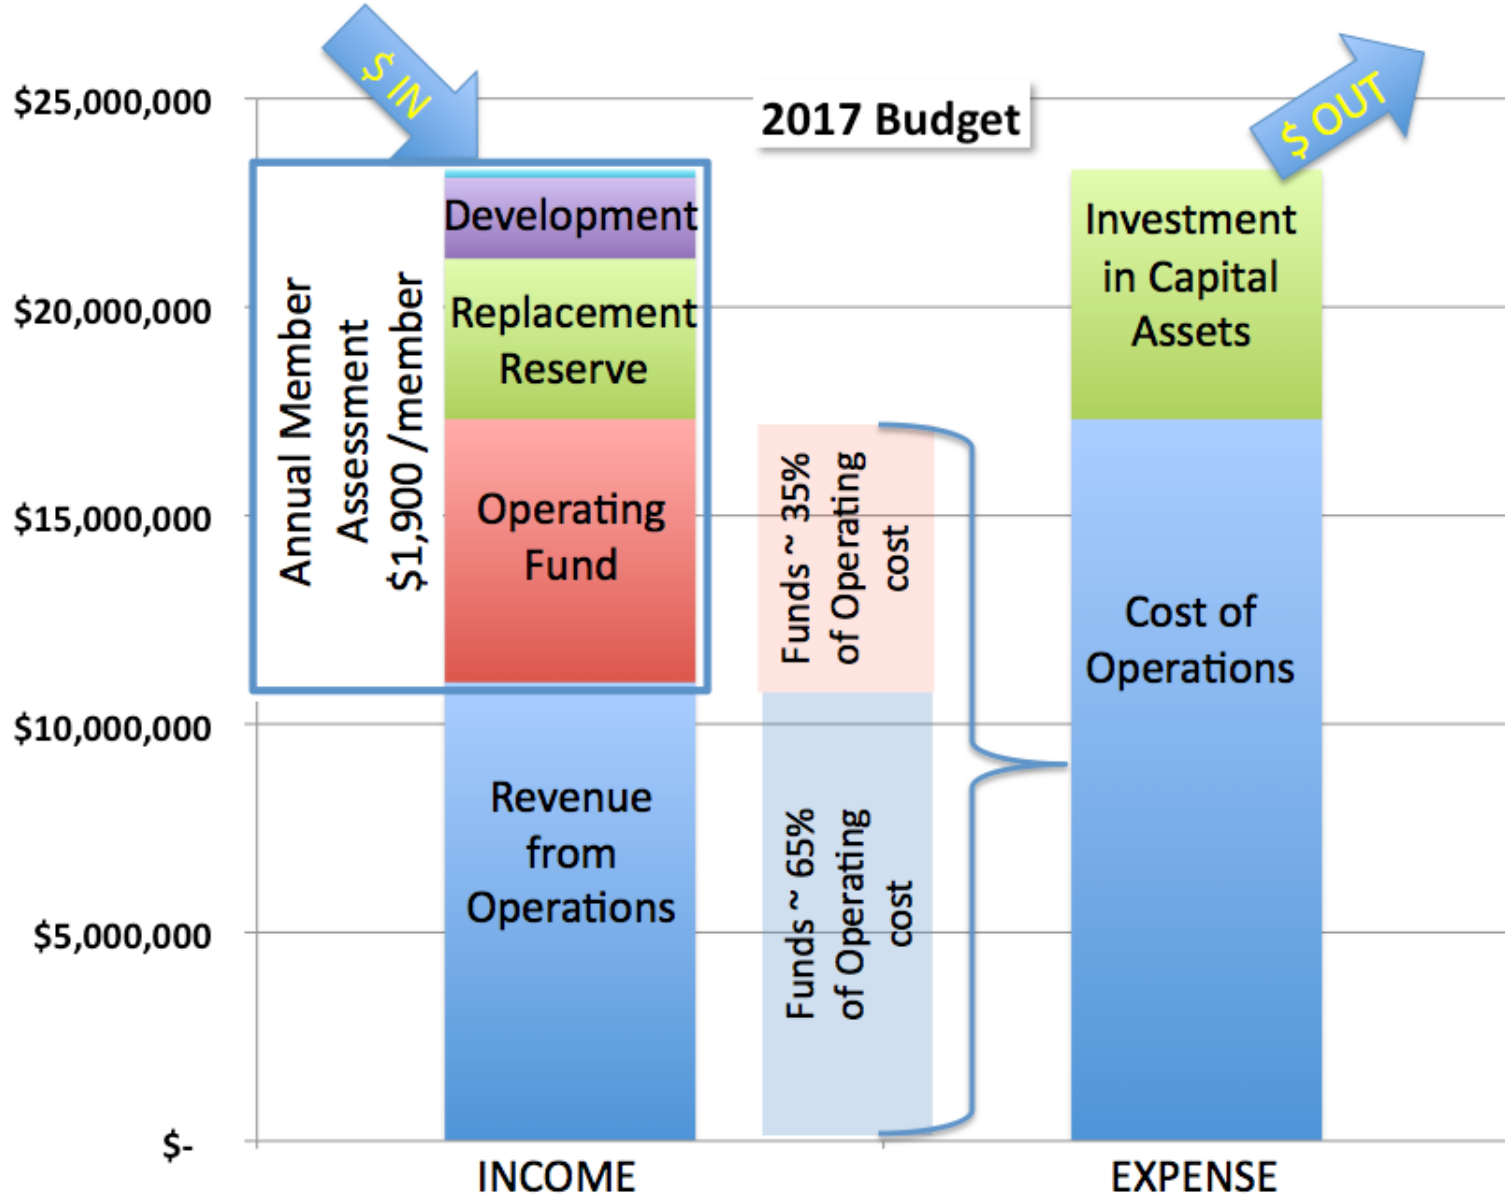 $ IN
$ OUT
2017 Budget
$25,000,000
$20,000,000
$15,000,000
$10,000,000
$5,000,000
$-
Annual Member
Assessment
$1,900 /member
Development
Replacement
Reserve
Operating
Fund
Revenue
from
Operations
Funds ~ 35%
of Operating
cost
Funds ~ 65%
of Operating
cost
Investment
in Capital
Assets
Cost of
Operations
INCOME
EXPENSE